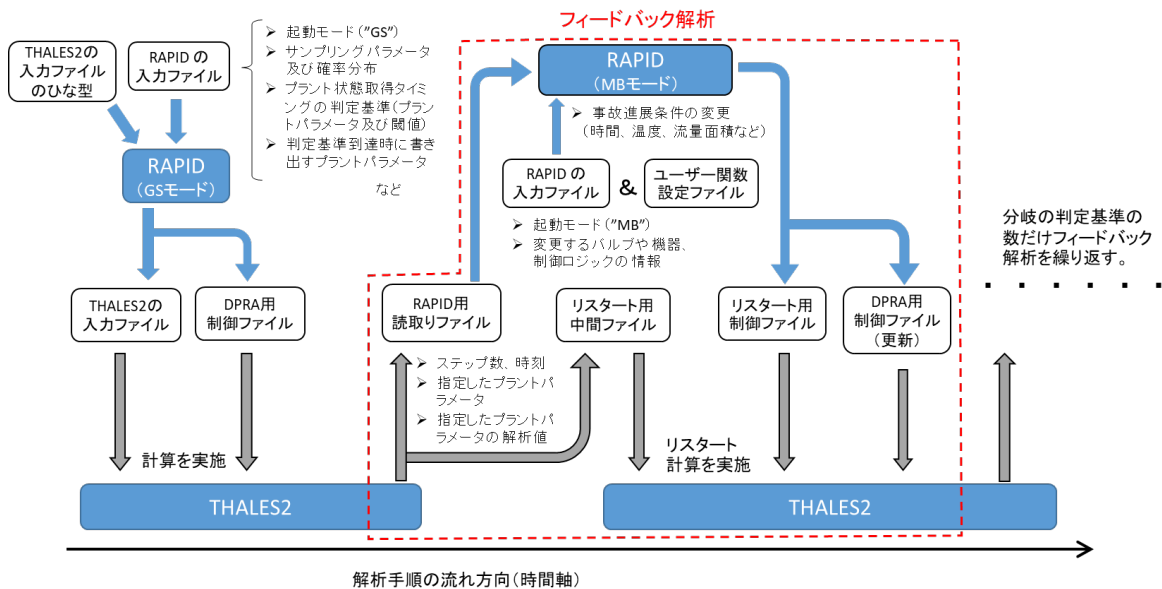 フィードバック解析
THALES2の
入力ファイル
のひな型
RAPID の
入力ファイル
➢ 起動モード("GS")
➢ サンプリングパラメータ
及び確率分布
➢ プラント状態取得タイミ
ングの判定基準(プラン
トパラメータ及び閾値)
➢ 判定基準到達時に書き
出すプラントパラメータ
など
RAPID
(GSモード)
THALES2の
入力ファイル
DPRA用
制御ファイル
計算を実施
THALES2
RAPID
(MBモード)
➢ 事故進展条件の変更
(時間、温度、流量面積など)
RAPID の
入力ファイル
&
ユーザー関数
設定ファイル
➢ 起動モード("MB")
➢ 変更するバルブや機器、
制御ロジックの情報
RAPID用
読取りファイル
リスタート用
中間ファイル
リスタート用
制御ファイル
DPRA用
制御ファイル
(更新)
➢ ステップ数、時刻
➢ 指定したプラントパ
ラメータ
➢ 指定したプラントパ
ラメータの解析値
リスタート
計算を実施
THALES2
分岐の判定基準の
数だけフィードバック
解析を繰り返す。
. . . . . .
解析手順の流れ方向(時間軸)